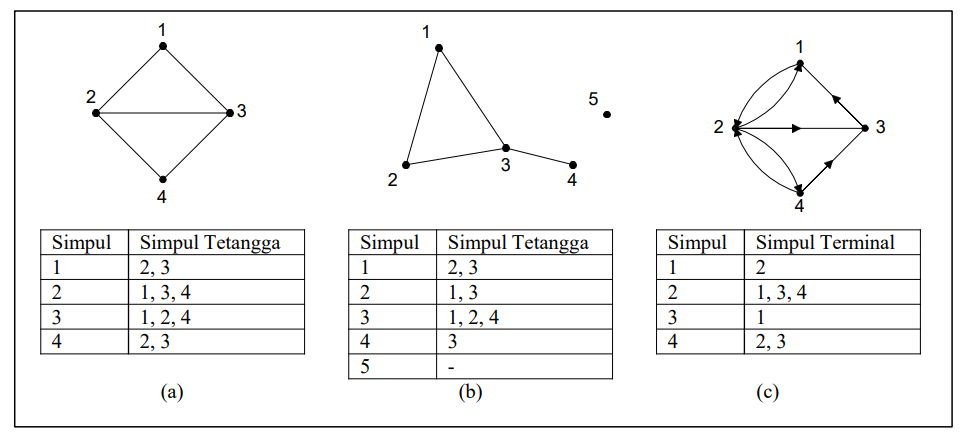 1
2
3
4
Simpul Simpul Tetangga
1 2, 3
2 1, 3, 4
3 1, 2, 4
4 2, 3
(a)
1
5
2
3
4
Simpul Simpul Tetangga
1 2, 3
2 1, 3
3 1, 2, 4
4 3
5 -
(b)
1
2
3
4
Simpul Simpul Terminal
1 2
2 1, 3, 4
3 1
4 2, 3
(c)